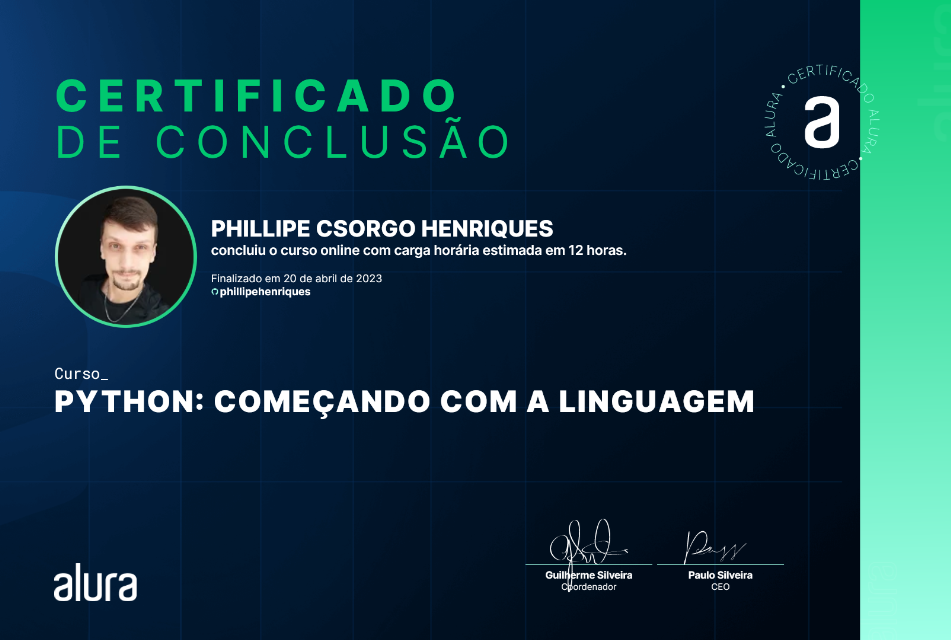 CERTIFICADO
DE CONCLUSÃO
CERTIFICADO ALURA • CERTIFICADO ALURA •
a
PHILLIPE CSORGO HENRIQUES
concluiu o curso online com carga horária estimada em 12 horas.
Finalizado em 20 de abril de 2023
phillipehenriques
Curso_
PYTHON: COMEÇANDO COM A LINGUAGEM
alura
Guilherme Silveira
Coordenador
Paulo Silveira
CEO